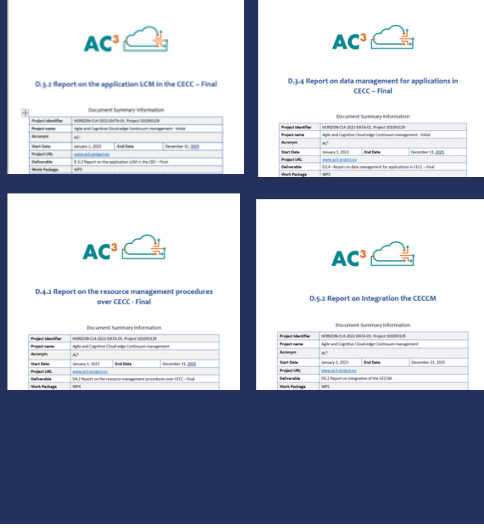 AC³
D.3.2 Report on the application LCM in the CECC – Final
Document Summary Information
Project Identifier HORIZON-CL4-2022-DATA-01. Project 101093129
Project name Agile and Cognitive Cloud-edge Continuum management - Initial
Acronym AC³
Start Date January 1, 2023 End Date December 31, 2025
Project URL www.ac3-project.eu
Deliverable D.3.2 Report on the application LCM in the CEC – Final
Work Package WP3
AC³
D.3.4 Report on data management for applications in
CECC – Final
Document Summary Information
Project Identifier HORIZON-CL4-2022-DATA-01. Project 101093129
Project name Agile and Cognitive Cloud-edge Continuum management - Initial
Acronym AC³
Start Date January 1, 2023 End Date December 31, 2025
Project URL www.ac3-project.eu
Deliverable D3.4 - Report on data management for applications in CECC – Final
Work Package WP3
AC³
D.4.2 Report on the resource management procedures
over CECC - Final
Document Summary Information
Project Identifier HORIZON-CL4-2022-DATA-01. Project 101093129
Project name Agile and Cognitive Cloud-edge Continuum management
Acronym AC³
Start Date January 1, 2023 End Date December 31, 2025
Project URL www.ac3-project.eu
Deliverable D4.2 Report on the resource management procedures over CECC - Final
Work Package WP4
AC³
D.5.2 Report on Integration the CECCM
Document Summary Information
Project Identifier HORIZON-CL4-2022-DATA-01. Project 101093129
Project name Agile and Cognitive Cloud-edge Continuum management
Acronym AC³
Start Date January 1, 2023 End Date December 31, 2025
Project URL www.ac3-project.eu
Deliverable D5.2 Report on Integration of the CECCM
Work Package WP5